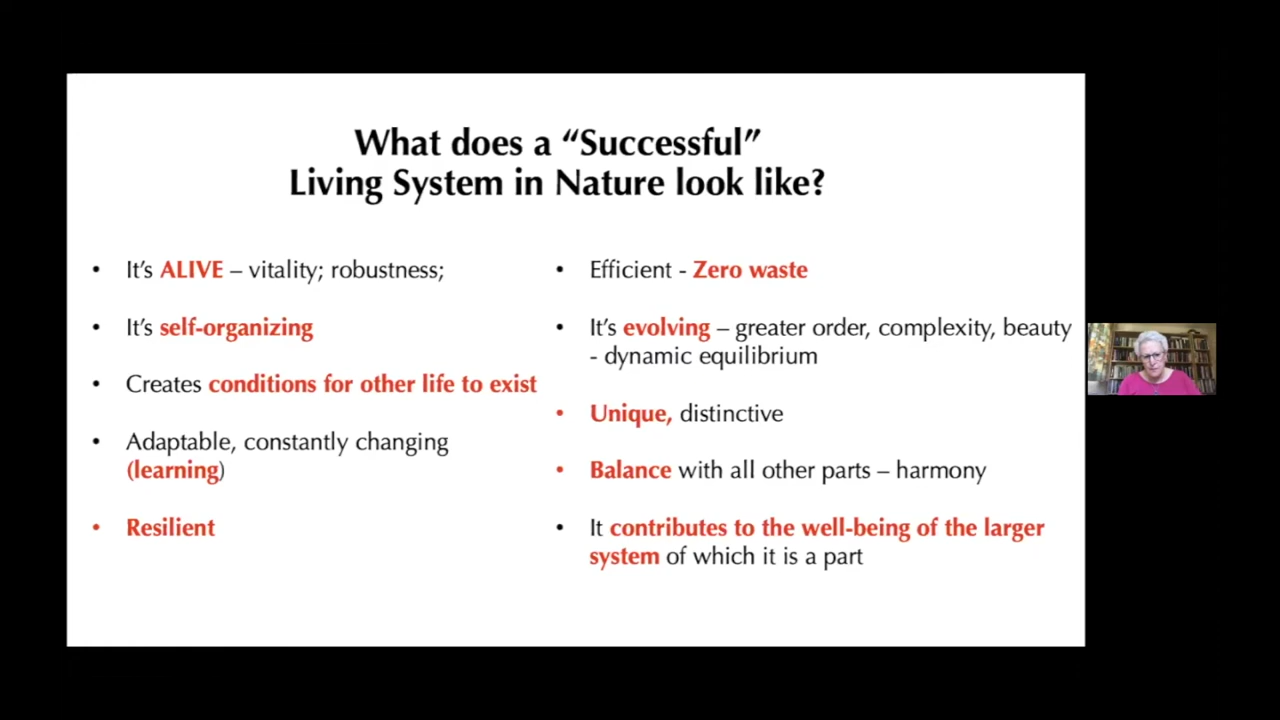 What does a “Successful”
Living System in Nature look like?
• It’s ALIVE – vitality; robustness;
• It’s self-organizing
• Creates conditions for other life to exist
• Adaptable, constantly changing
(learning)
• Resilient
• Efficient - Zero waste
• It’s evolving – greater order, complexity, beauty
- dynamic equilibrium
• Unique, distinctive
• Balance with all other parts – harmony
• It contributes to the well-being of the larger
system of which it is a part